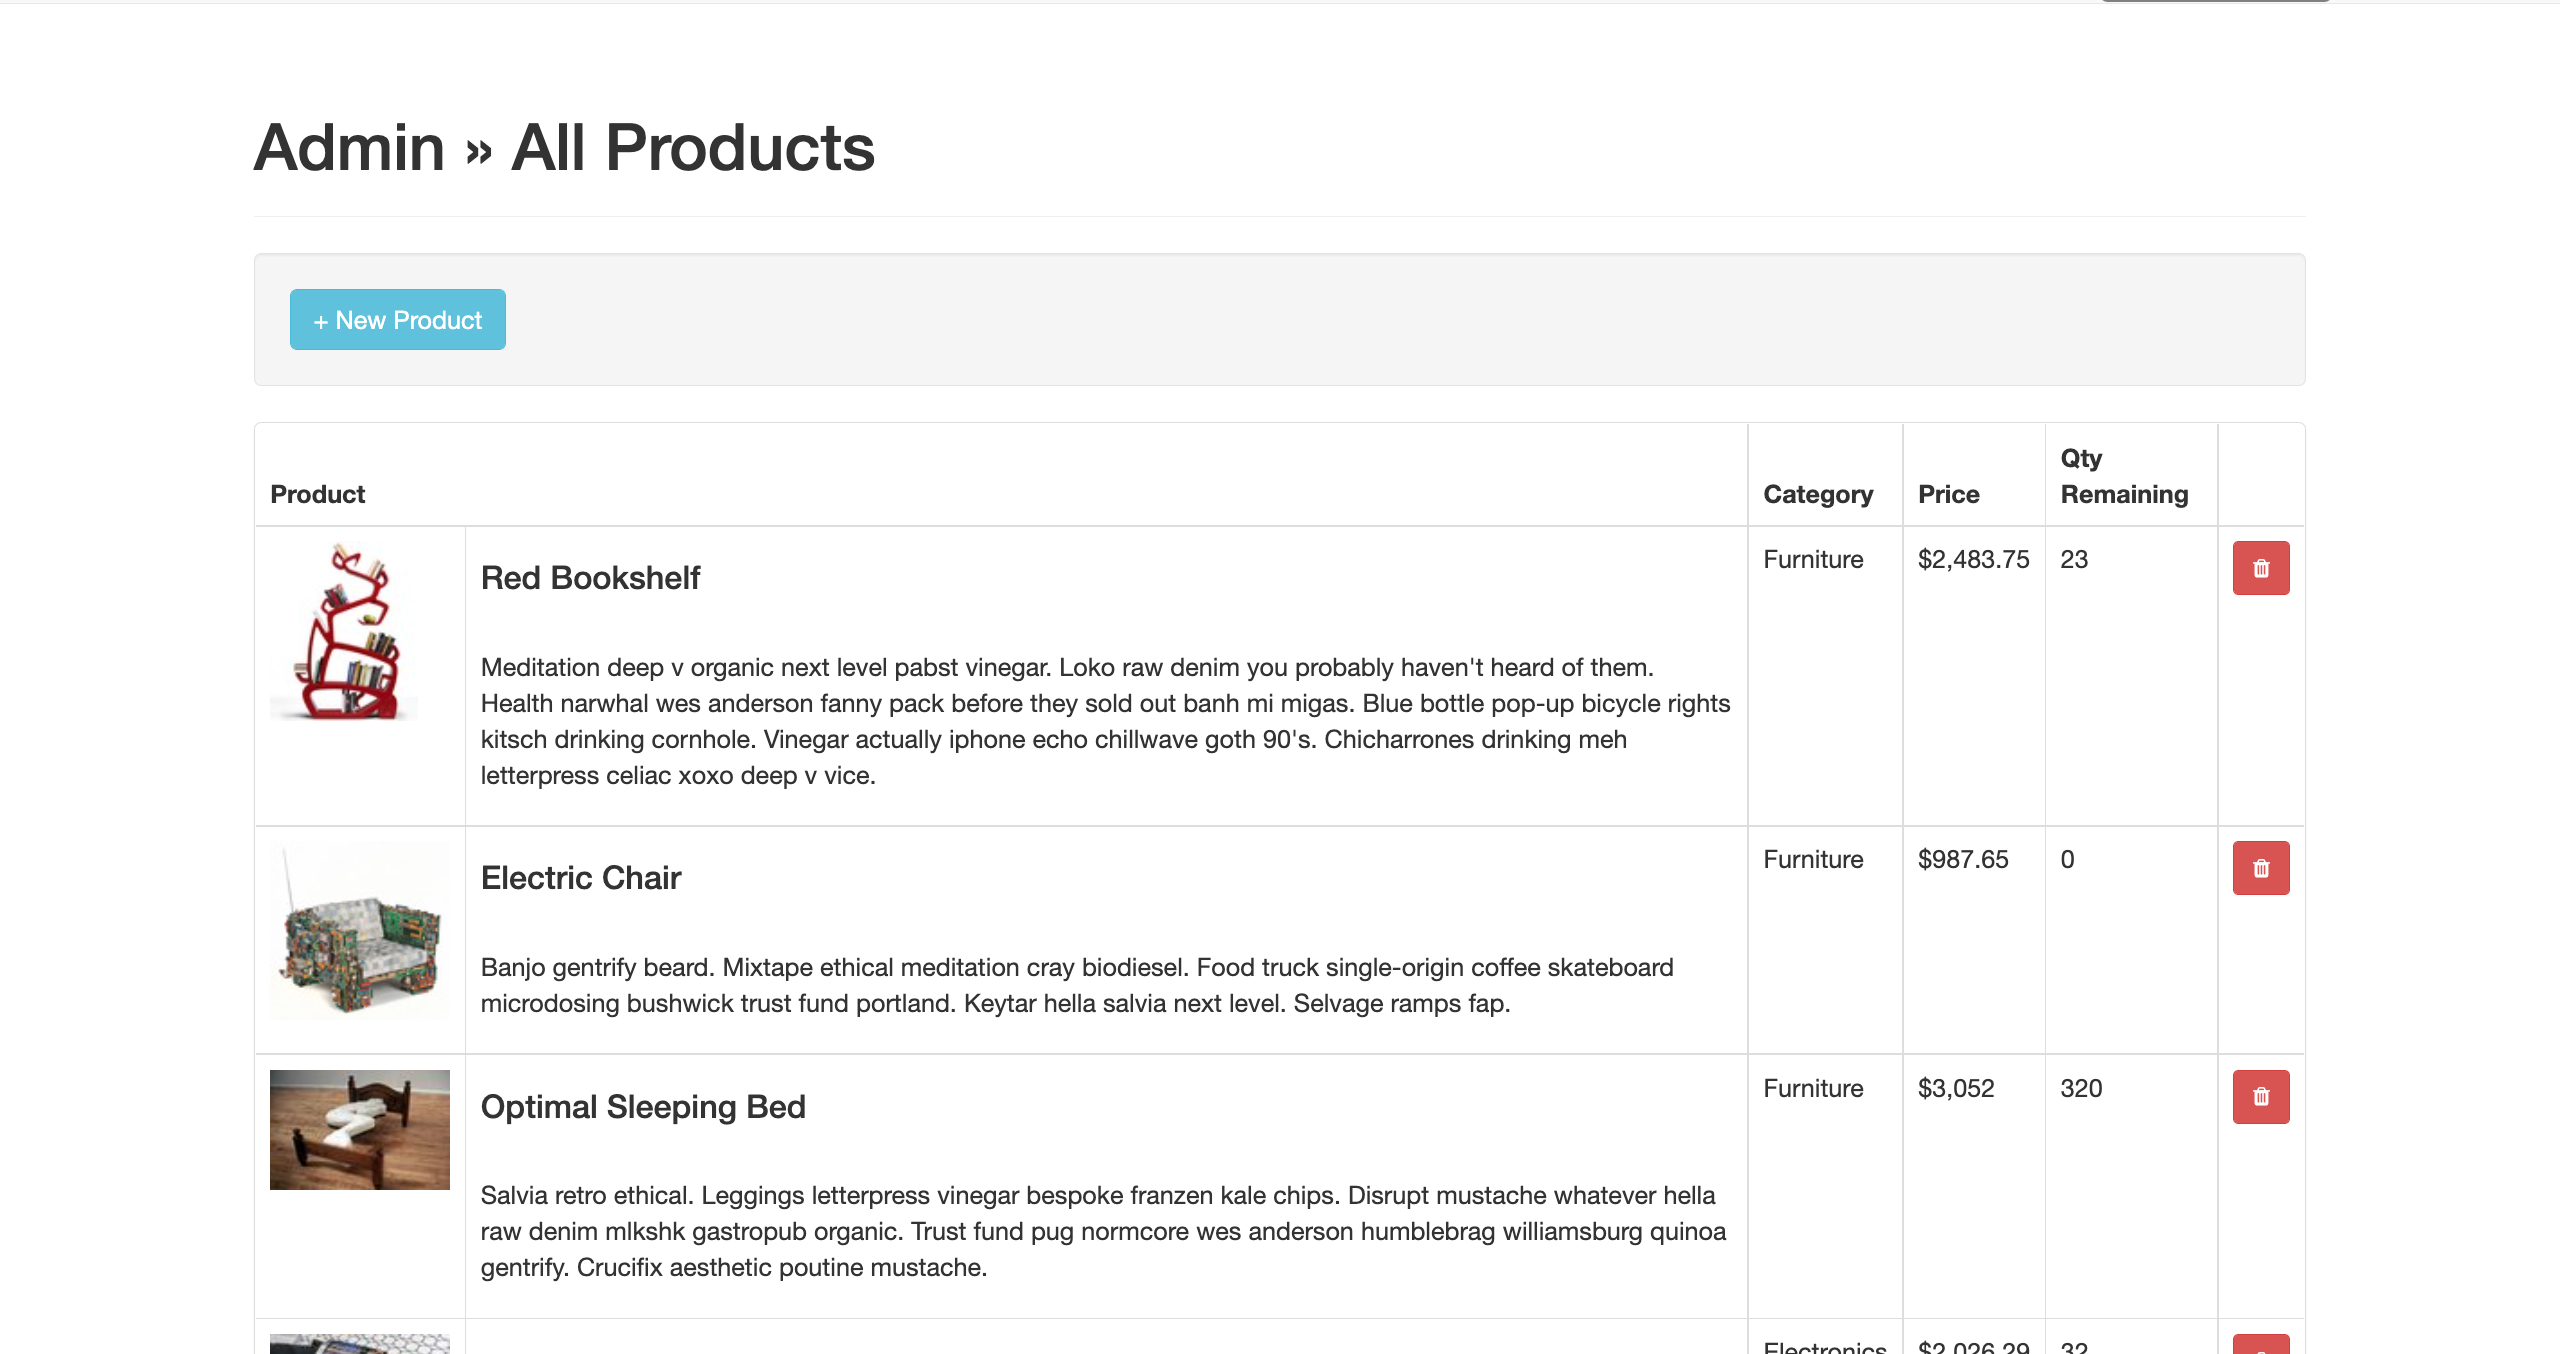 Admin » All Products
+ New Product
Product
Category
Price
Qty
Remaining
Red Bookshelf
Meditation deep v organic next level pabst vinegar. Loko raw denim you probably haven't heard of them.
Health narwhal wes anderson fanny pack before they sold out banh mi migas. Blue bottle pop-up bicycle rights
kitsch drinking cornhole. Vinegar actually iphone echo chillwave goth 90's. Chicharrones drinking meh
letterpress celiac xoxo deep v vice.
Furniture
$2,483.75
23
Electric Chair
Banjo gentrify beard. Mixtape ethical meditation cray biodiesel. Food truck single-origin coffee skateboard
microdosing bushwick trust fund portland. Keytar hella salvia next level. Selvage ramps fap.
Furniture
$987.65
0
Optimal Sleeping Bed
Salvia retro ethical. Leggings letterpress vinegar bespoke franzen kale chips. Disrupt mustache whatever hella
raw denim mlkshk gastropub organic. Trust fund pug normcore wes anderson humblebrag williamsburg quinoa
gentrify. Crucifix aesthetic poutine mustache.
Furniture
$3,052
320
Electronics
$2,026.29
32